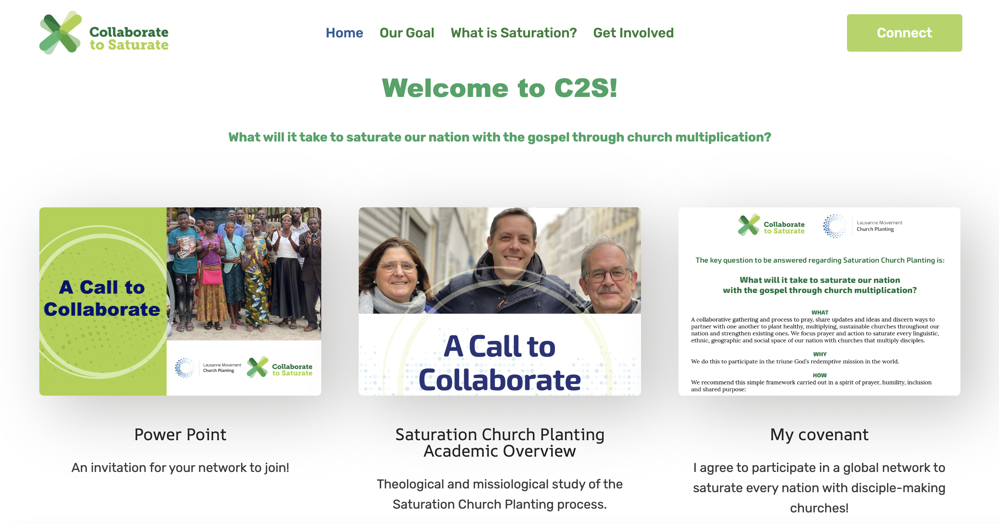 Collaborate
to Saturate
Home
Our Goal
What is Saturation?
Get Involved
Connect
Welcome to C2S!
What will it take to saturate our nation with the gospel through church multiplication?
A Call to
Collaborate
Lausanne Movement
Church Planting
Collaborate
to Saturate
Power Point
An invitation for your network to join!
A Call to
Collaborate
Saturation Church Planting
Academic Overview
Theological and missiological study of the
Saturation Church Planting process.
Collaborate
to Saturate
Lausanne Movement
Church Planting
The key question to be answered regarding Saturation Church Planting is:
What will it take to saturate our nation
with the gospel through church multiplication?
WHAT
A collaborative gathering and process to pray, share updates and ideas and discern ways to
partner with one another to plant healthy, multiplying, sustainable churches throughout our
nation and strengthen existing ones. We focus prayer and action to saturate every linguistic,
ethnic, geographic and social space of our nation with churches that multiply disciples.
WHY
We do this to participate in the triune God's redemptive mission in the world.
HOW
We recommend this simple framework carried out in a spirit of prayer, humility, inclusion
and shared purpose:
My covenant
I agree to participate in a global network to
saturate every nation with disciple-making
churches!